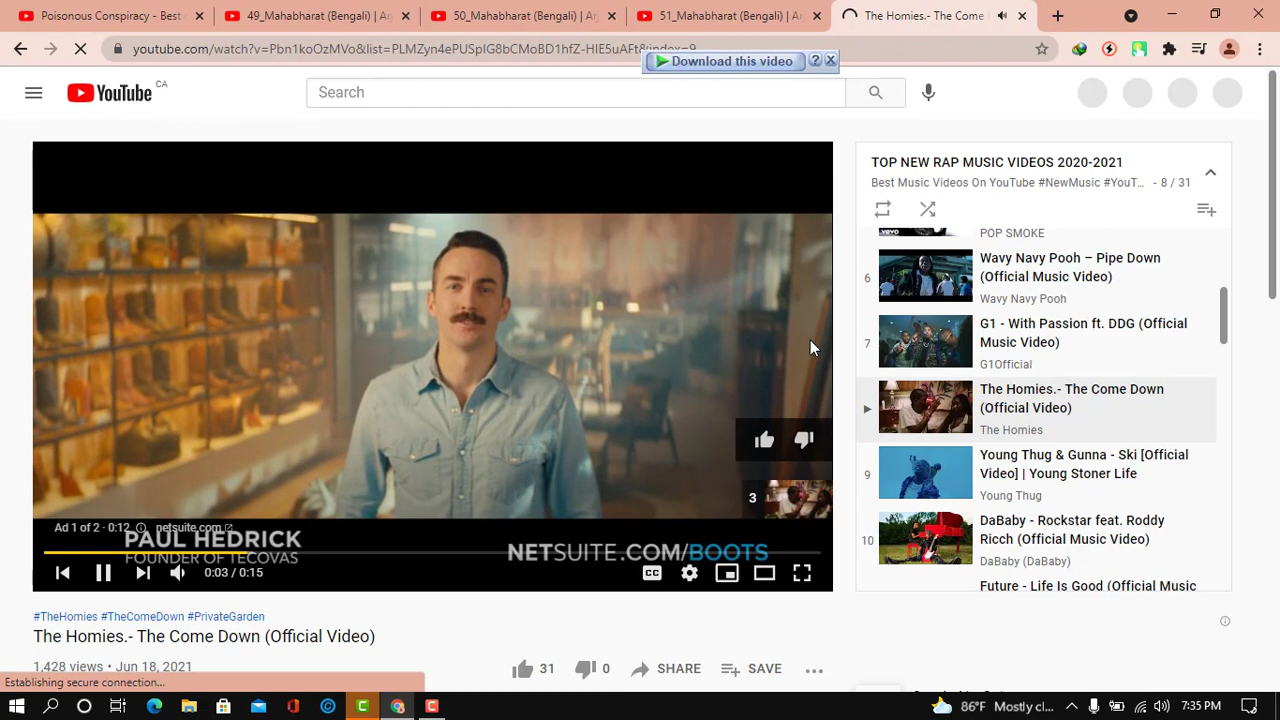 Poisonous Conspiracy - Best
49_Mahabharat (Bengali) | Ar
50_Mahabharat (Bengali) | Ar
51_Mahabharat (Bengali) | Ar
The Homies.- The Come
youtube.com/watch?v=Pbn1koOzMVo&list=PLMZyn4ePUSpIG8bCMoBD1hfZ-HIE5uAFt&index=9
Download this video
?
YouTube CA
Search
TOP NEW RAP MUSIC VIDEOS 2020-2021
Best Music Videos On YouTube #NewMusic #YouT... - 8 / 31
POP SMOKE
6
Wavy Navy Pooh – Pipe Down
(Official Music Video)
Wavy Navy Pooh
7
G1 - With Passion ft. DDG (Official
Music Video)
G1Official
The Homies.- The Come Down
(Official Video)
The Homies
9
Young Thug & Gunna - Ski [Official
Video] | Young Stoner Life
Young Thug
10
DaBaby - Rockstar feat. Roddy
Ricch (Official Music Video)
DaBaby (DaBaby)
Future - Life Is Good (Official Music
3
Ad 1 of 2 · 0:12 netsuite.com
PAUL HEDRICK
FOUNDER OF TECOVAS
NETSUITE.COM/BOOTS
0:03 / 0:15
CC
#TheHomies #TheComeDown #PrivateGarden
The Homies.- The Come Down (Official Video)
1,428 views • Jun 18, 2021
31
0
SHARE
SAVE
Establishing secure connection...
86°F Mostly cl...
7:35 PM